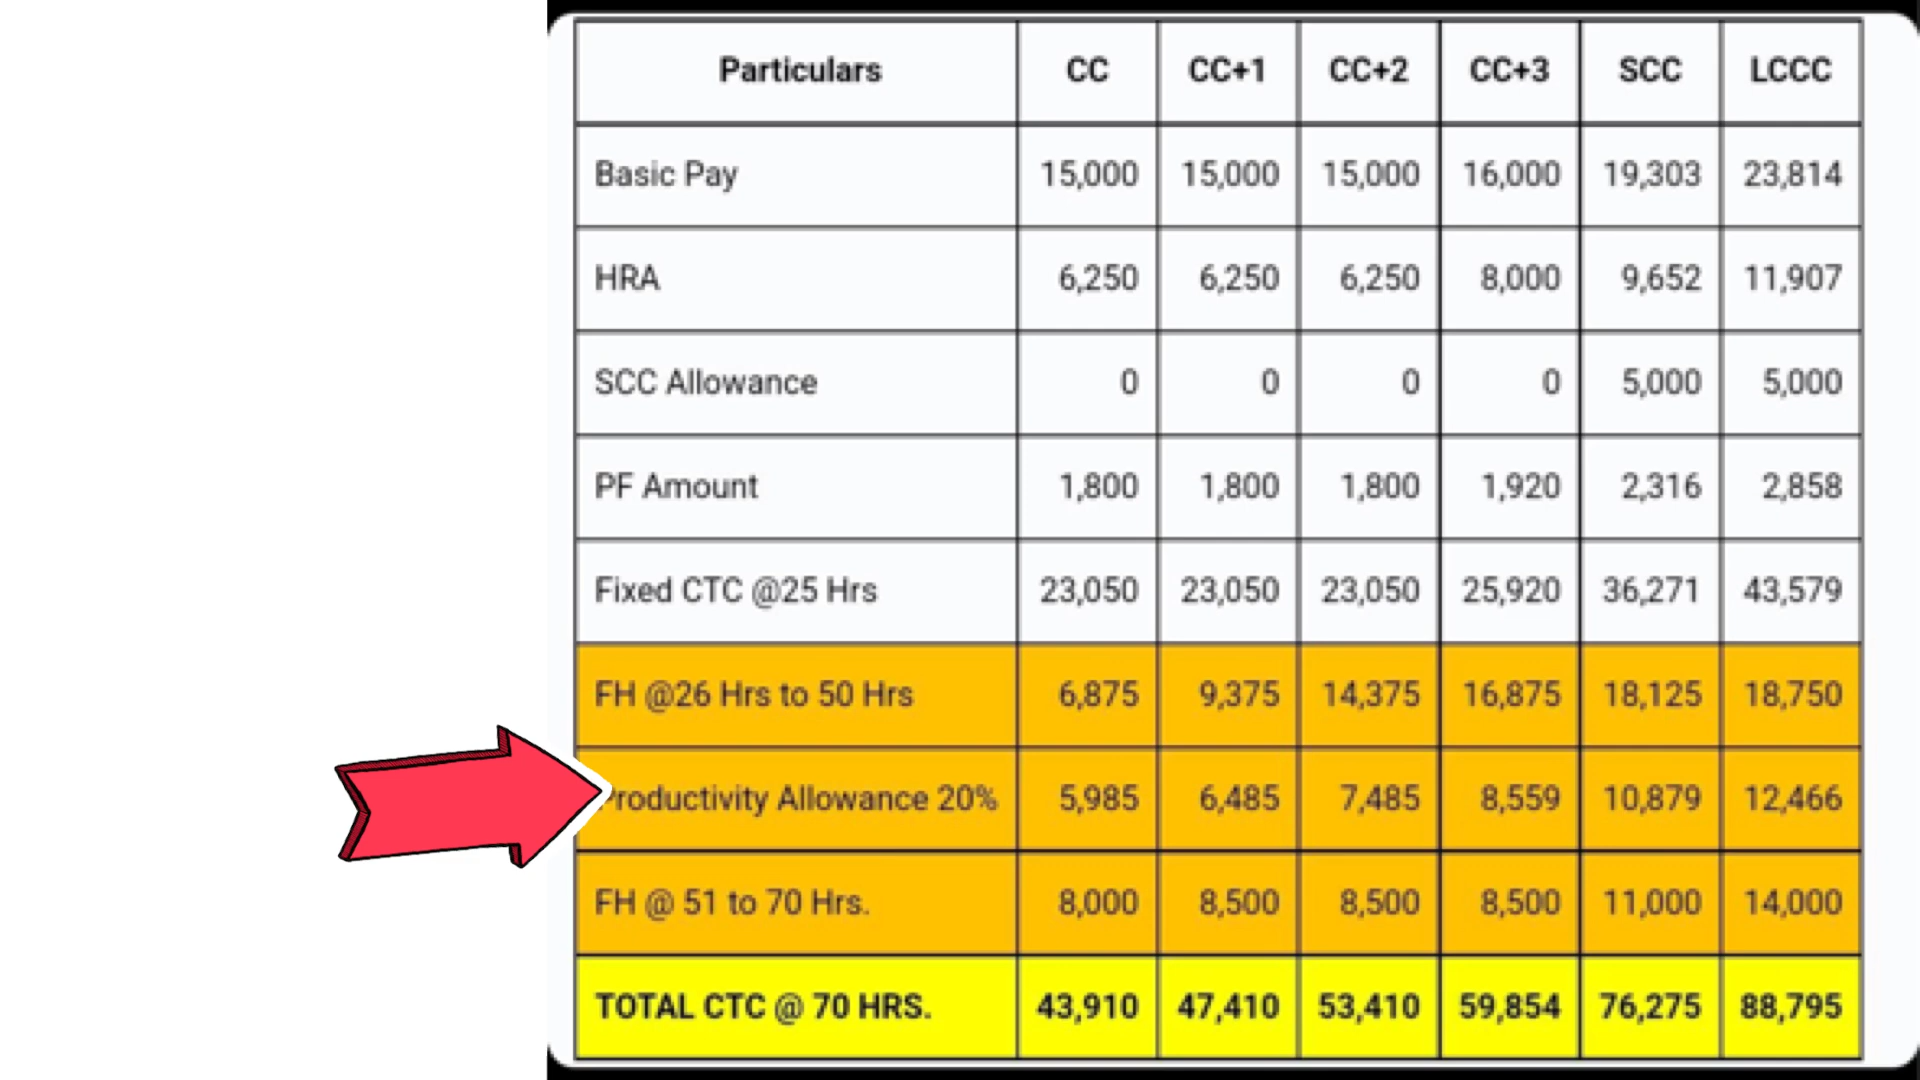 Particulars CC CC+1 CC+2 CC+3 SCC LCCC
Basic Pay 15,000 15,000 15,000 16,000 19,303 23,814
HRA 6,250 6,250 6,250 8,000 9,652 11,907
SCC Allowance 0 0 0 0 5,000 5,000
PF Amount 1,800 1,800 1,800 1,920 2,316 2,858
Fixed CTC @25 Hrs 23,050 23,050 23,050 25,920 36,271 43,579
FH @26 Hrs to 50 Hrs 6,875 9,375 14,375 16,875 18,125 18,750
Productivity Allowance 20% 5,985 6,485 7,485 8,559 10,879 12,466
FH @ 51 to 70 Hrs. 8,000 8,500 8,500 8,500 11,000 14,000
TOTAL CTC @ 70 HRS. 43,910 47,410 53,410 59,854 76,275 88,795